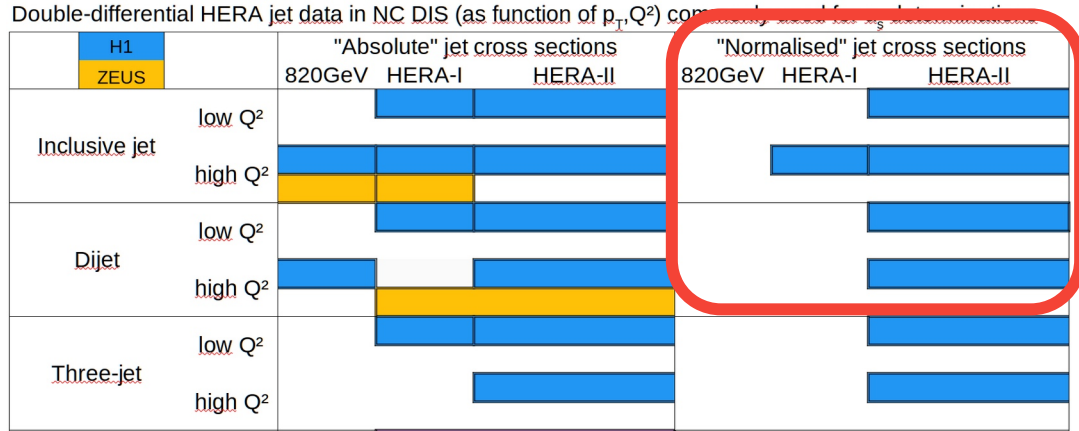 Double-differential HERA jet data in NC DIS (as function of pT,Q²) commonly used for αs determinations
H1
ZEUS
"Absolute" jet cross sections
"Normalised" jet cross sections
820GeV HERA-I HERA-II
820GeV HERA-I HERA-II
Inclusive jet
low Q²
high Q²
Dijet
low Q²
high Q²
Three-jet
low Q²
high Q²